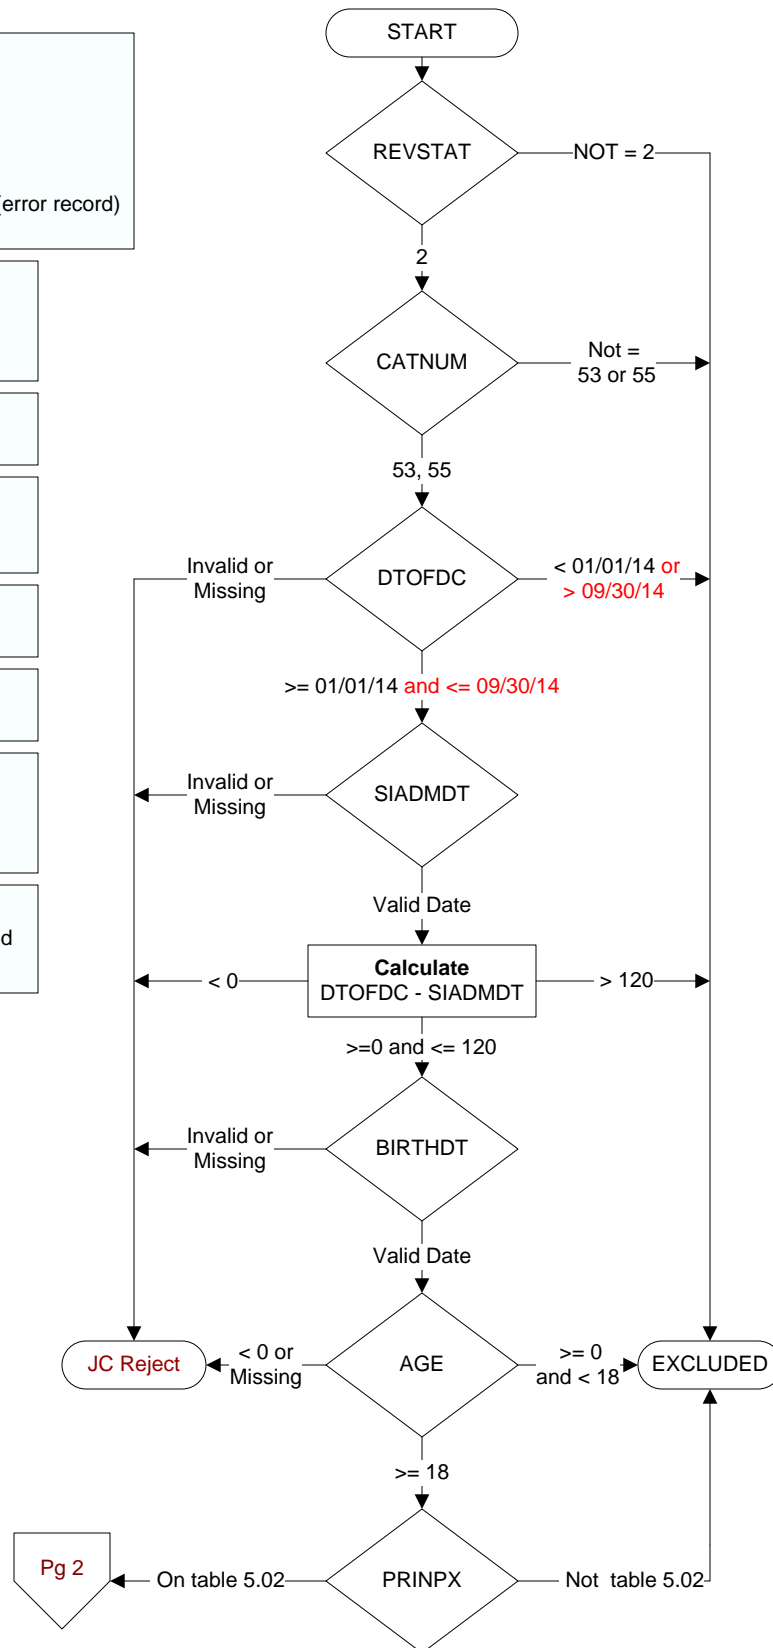 START
(error record)
REVSTAT
NOT = 2
2
CATNUM
Not =
53 or 55
53, 55
Invalid or
Missing
DTOFDC
< 01/01/14 or
> 09/30/14
>= 01/01/14 and <= 09/30/14
Invalid or
Missing
SIADMDT
Valid Date
d
< 0
Calculate
DTOFDC - SIADMDT
> 120
>=0 and <= 120
Invalid or
Missing
BIRTHDT
Valid Date
JC Reject
< 0 or
Missing
AGE
>= 0
and < 18
EXCLUDED
>= 18
Pg 2
On table 5.02
PRINPX
Not table 5.02